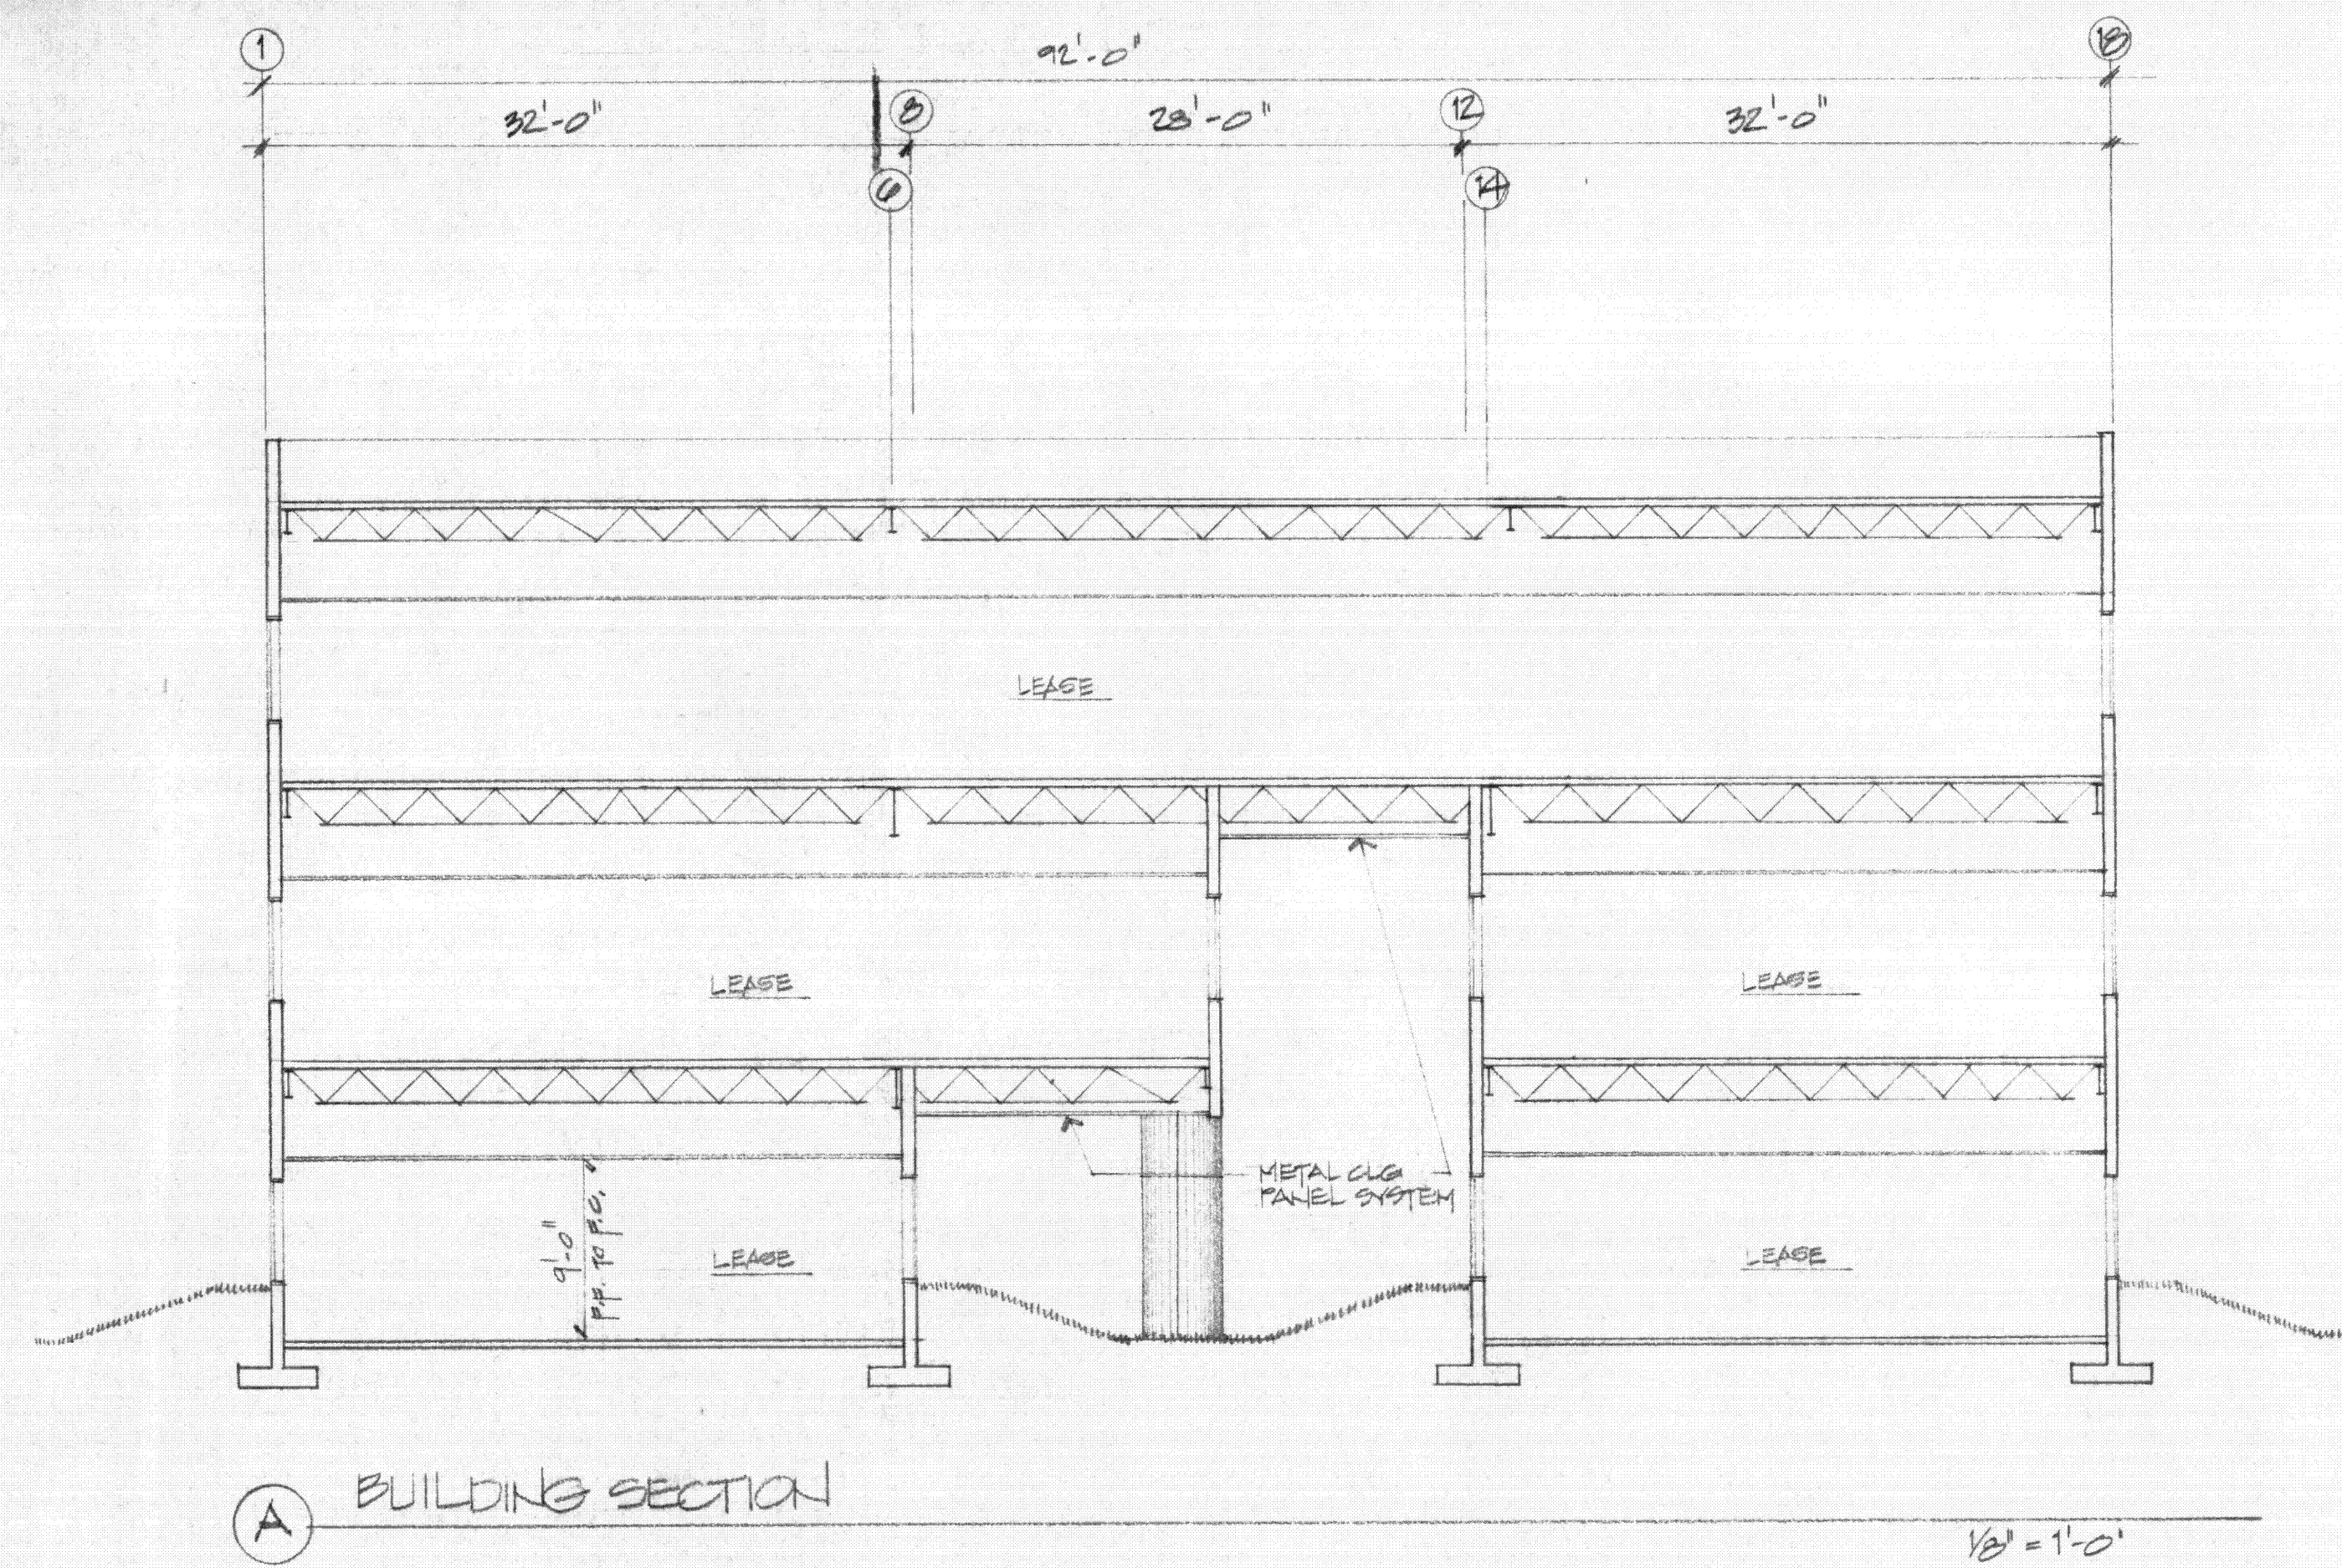 1
92'-0"
18
32'-0"
8
28'-0"
12
32'-0"
6
14
LEASE
LEASE
LEASE
METAL CLG
PANEL SYSTEM
9'-0"
F.F. TO F.C.
LEASE
LEASE
A
BUILDING SECTION
1/8" = 1'-0"